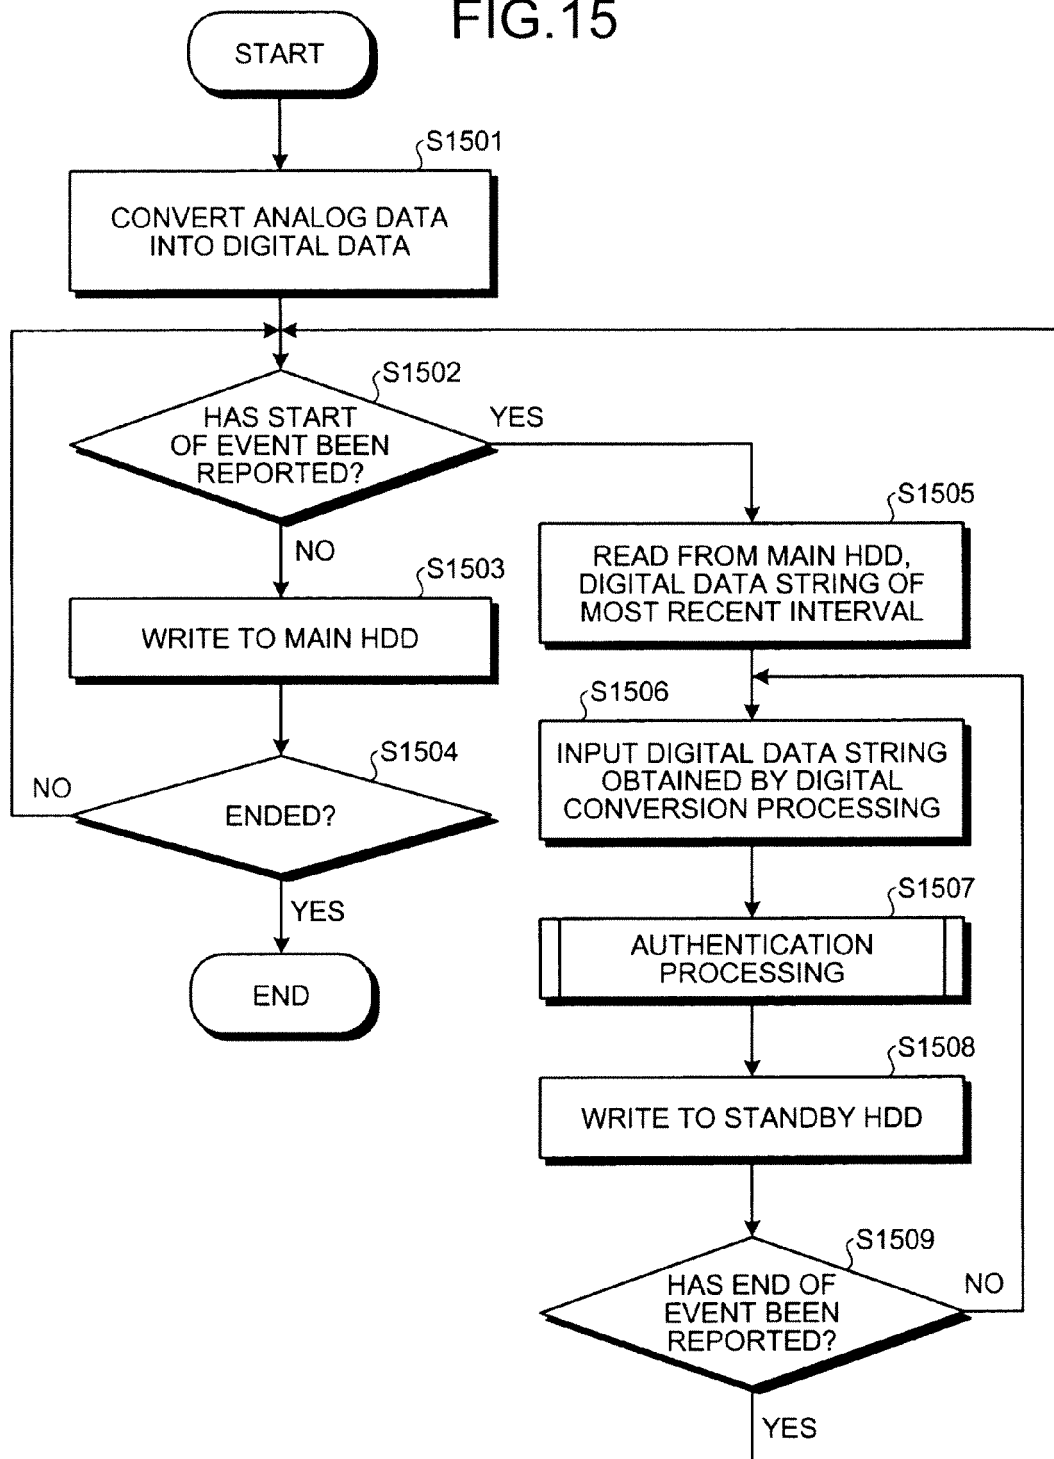 FIG.15
START
S1501
CONVERT ANALOG DATA
INTO DIGITAL DATA
S1502
HAS START
OF EVENT BEEN
REPORTED?
YES
NO
S1503
WRITE TO MAIN HDD
S1504
ENDED?
NO
YES
END
S1505
READ FROM MAIN HDD,
DIGITAL DATA STRING OF
MOST RECENT INTERVAL
S1506
INPUT DIGITAL DATA STRING
OBTAINED BY DIGITAL
CONVERSION PROCESSING
S1507
AUTHENTICATION
PROCESSING
S1508
WRITE TO STANDBY HDD
S1509
HAS END OF
EVENT BEEN
REPORTED?
NO
YES